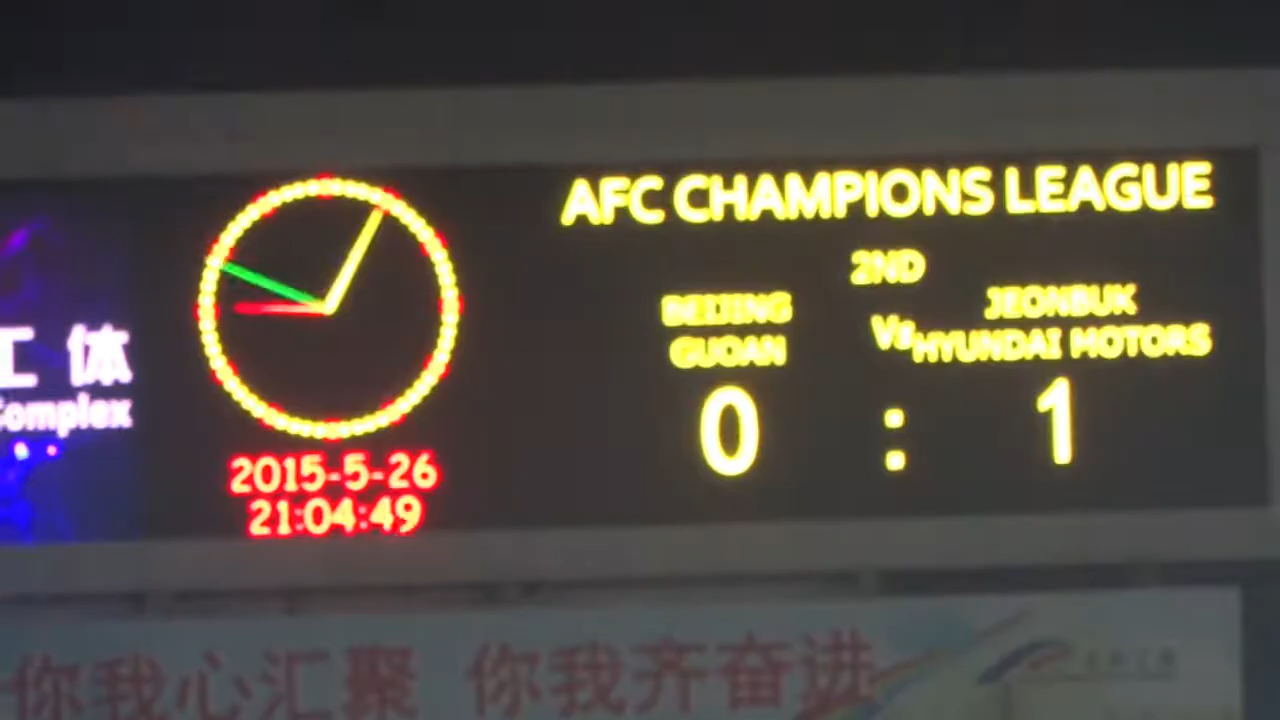 AFC CHAMPIONS LEAGUE
2ND
BEIJING
GUOAN
Vs
JEONBUK
HYUNDAI MOTORS
0 : 1
工体
Complex
2015-5-26
21:04:49
你我心汇聚 你我齐奋进